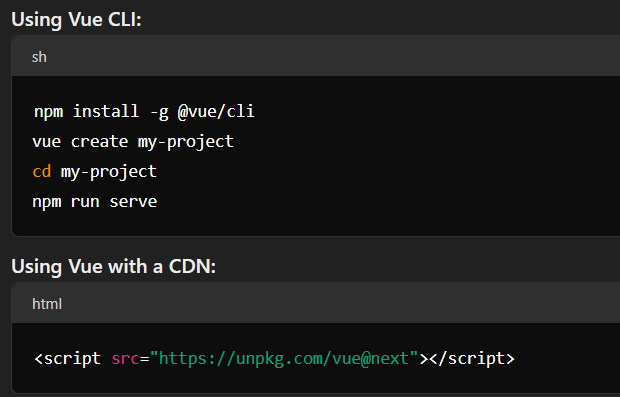 Using Vue CLI:
sh
npm install -g @vue/cli
vue create my-project
cd my-project
npm run serve
Using Vue with a CDN:
html
<script src="https://unpkg.com/vue@next"></script>